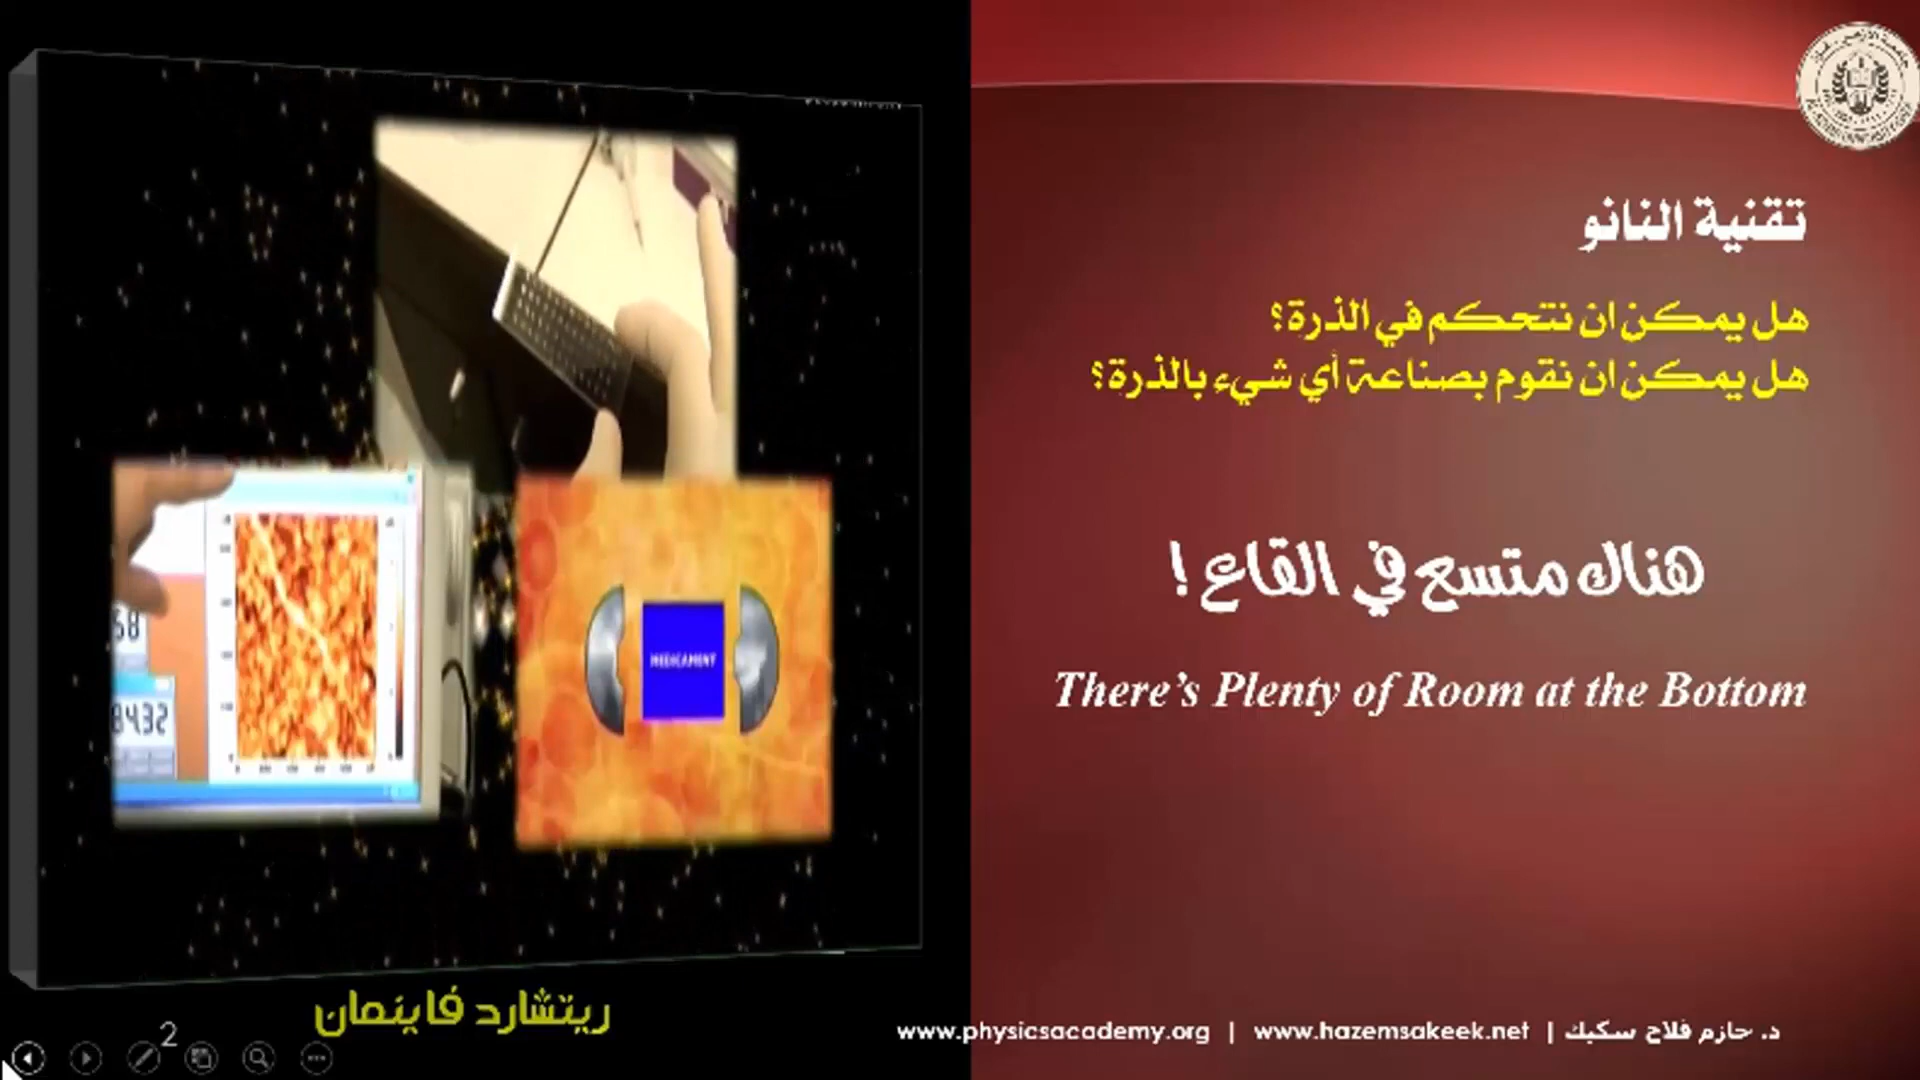 تقنية النانو
هل يمكن ان نتحكم في الذرة؟
هل يمكن ان نقوم بصناعة أي شيء بالذرة؟
هناك متسع في القاع !
There's Plenty of Room at the Bottom
MEDICAMENT
58
8432
ريتشارد فاينمان
2
www.physicsacademy.org | www.hazemsakeek.net | د. حازم فلاح سكيك